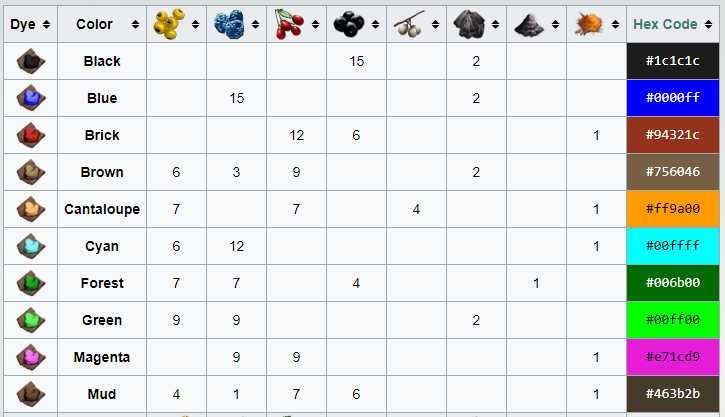 Dye Color Hex Code
Black 15 2 #1c1c1c
Blue 15 2 #0000ff
Brick 12 6 1 #94321c
Brown 6 3 9 2 #756046
Cantaloupe 7 7 4 1 #ff9a00
Cyan 6 12 1 #00ffff
Forest 7 7 4 1 #006b00
Green 9 9 2 #00ff00
Magenta 9 9 1 #e71cd9
Mud 4 1 7 6 1 #463b2b